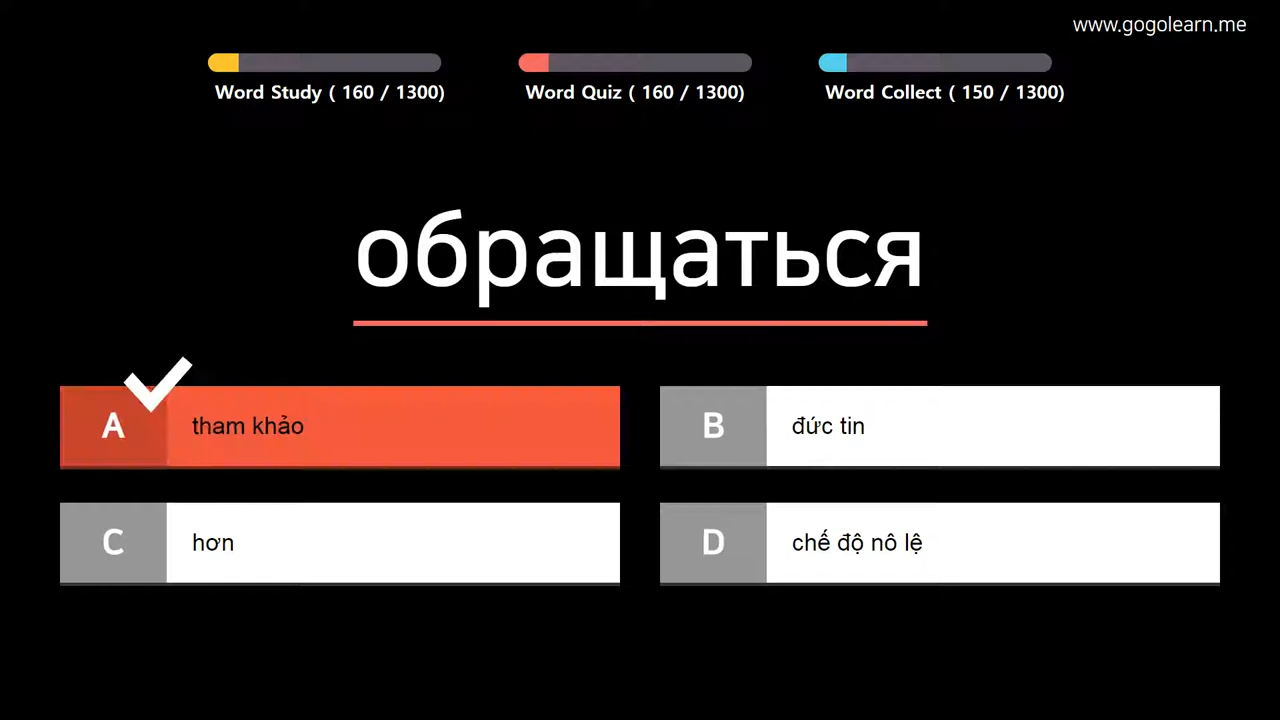 www.gogolearn.me
Word Study ( 160 / 1300)
Word Quiz ( 160 / 1300)
Word Collect ( 150 / 1300)
обращаться
A tham khảo
B đức tin
C hơn
D chế độ nô lệ